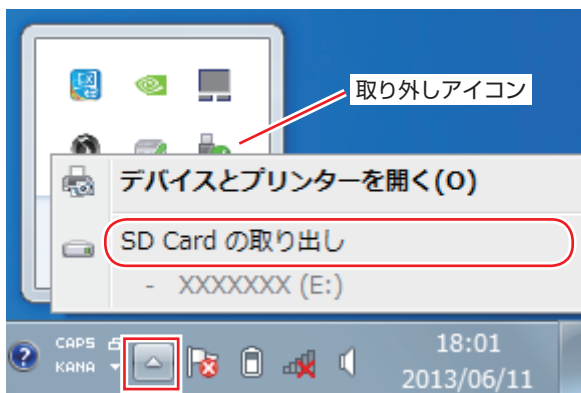 取り外しアイコン
デバイスとプリンターを開く(O)
SD Card の取り出し
- XXXXXXX (E:)
CAPS
KANA
18:01
2013/06/11